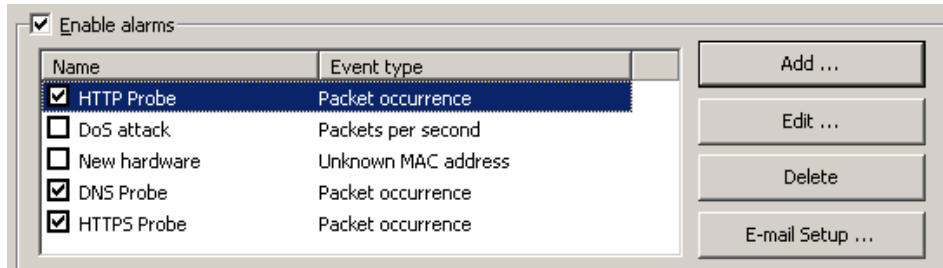 Enable alarms
Name Event type
HTTP Probe Packet occurrence
DoS attack Packets per second
New hardware Unknown MAC address
DNS Probe Packet occurrence
HTTPS Probe Packet occurrence
Add ...
Edit ...
Delete
E-mail Setup ...